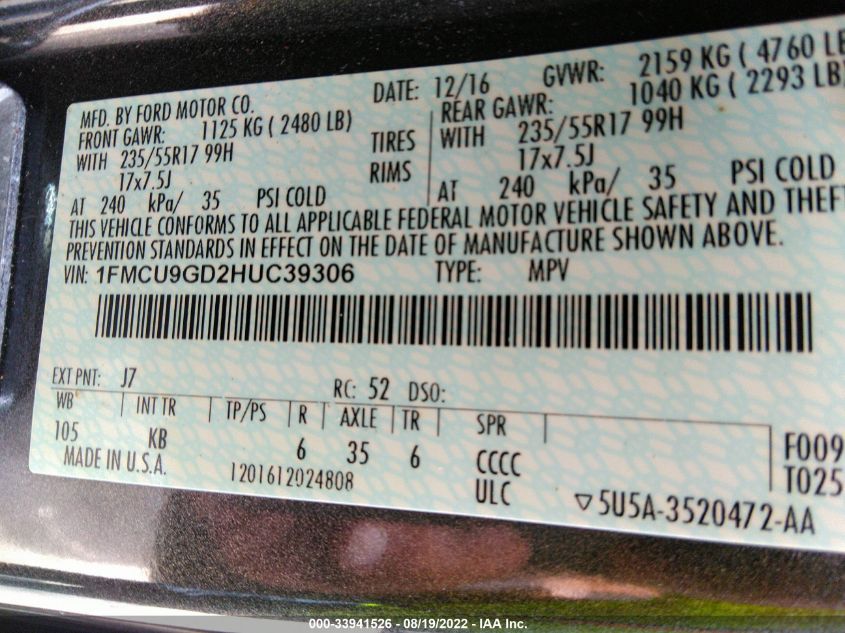 MFD. BY FORD MOTOR CO. DATE: 12/16 GVWR: 2159 KG ( 4760 LB
FRONT GAWR: 1125 KG ( 2480 LB) REAR GAWR: 1040 KG ( 2293 LB)
WITH 235/55R17 99H TIRES WITH 235/55R17 99H
17x7.5J RIMS 17x7.5J
AT 240 kPa/ 35 PSI COLD AT 240 kPa/ 35 PSI COLD
THIS VEHICLE CONFORMS TO ALL APPLICABLE FEDERAL MOTOR VEHICLE SAFETY AND THEFT
PREVENTION STANDARDS IN EFFECT ON THE DATE OF MANUFACTURE SHOWN ABOVE.
VIN: 1FMCU9GD2HUC39306 TYPE: MPV
EXT PNT: J7 RC: 52 DSO:
WB INT TR TP/PS R AXLE TR SPR
105 KB 6 35 6 CCCC F009
MADE IN U.S.A. 1201612024808 ULC T025
▽5U5A-3520472-AA
000-33941526 - 08/19/2022 - IAA Inc.